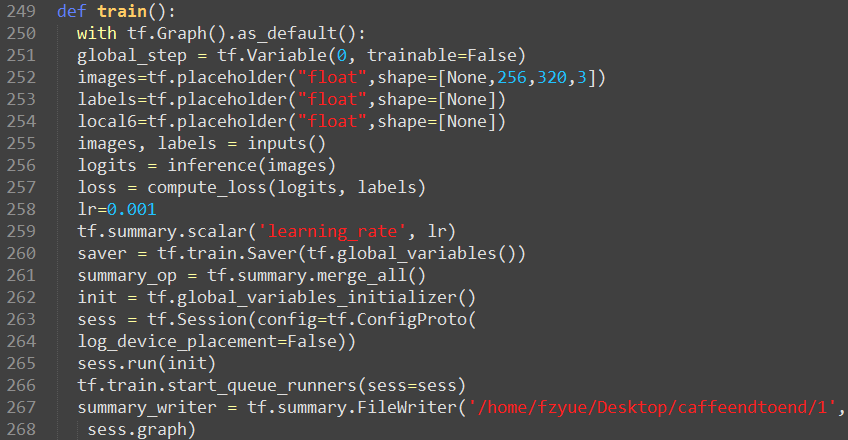 249 def train():
250 with tf.Graph().as_default():
251 global_step = tf.Variable(0, trainable=False)
252 images=tf.placeholder("float",shape=[None,256,320,3])
253 labels=tf.placeholder("float",shape=[None])
254 local6=tf.placeholder("float",shape=[None])
255 images, labels = inputs()
256 logits = inference(images)
257 loss = compute_loss(logits, labels)
258 lr=0.001
259 tf.summary.scalar('learning_rate', lr)
260 saver = tf.train.Saver(tf.global_variables())
261 summary_op = tf.summary.merge_all()
262 init = tf.global_variables_initializer()
263 sess = tf.Session(config=tf.ConfigProto(
264 log_device_placement=False))
265 sess.run(init)
266 tf.train.start_queue_runners(sess=sess)
267 summary_writer = tf.summary.FileWriter('/home/fzyue/Desktop/caffeendtoend/1',
268 sess.graph)